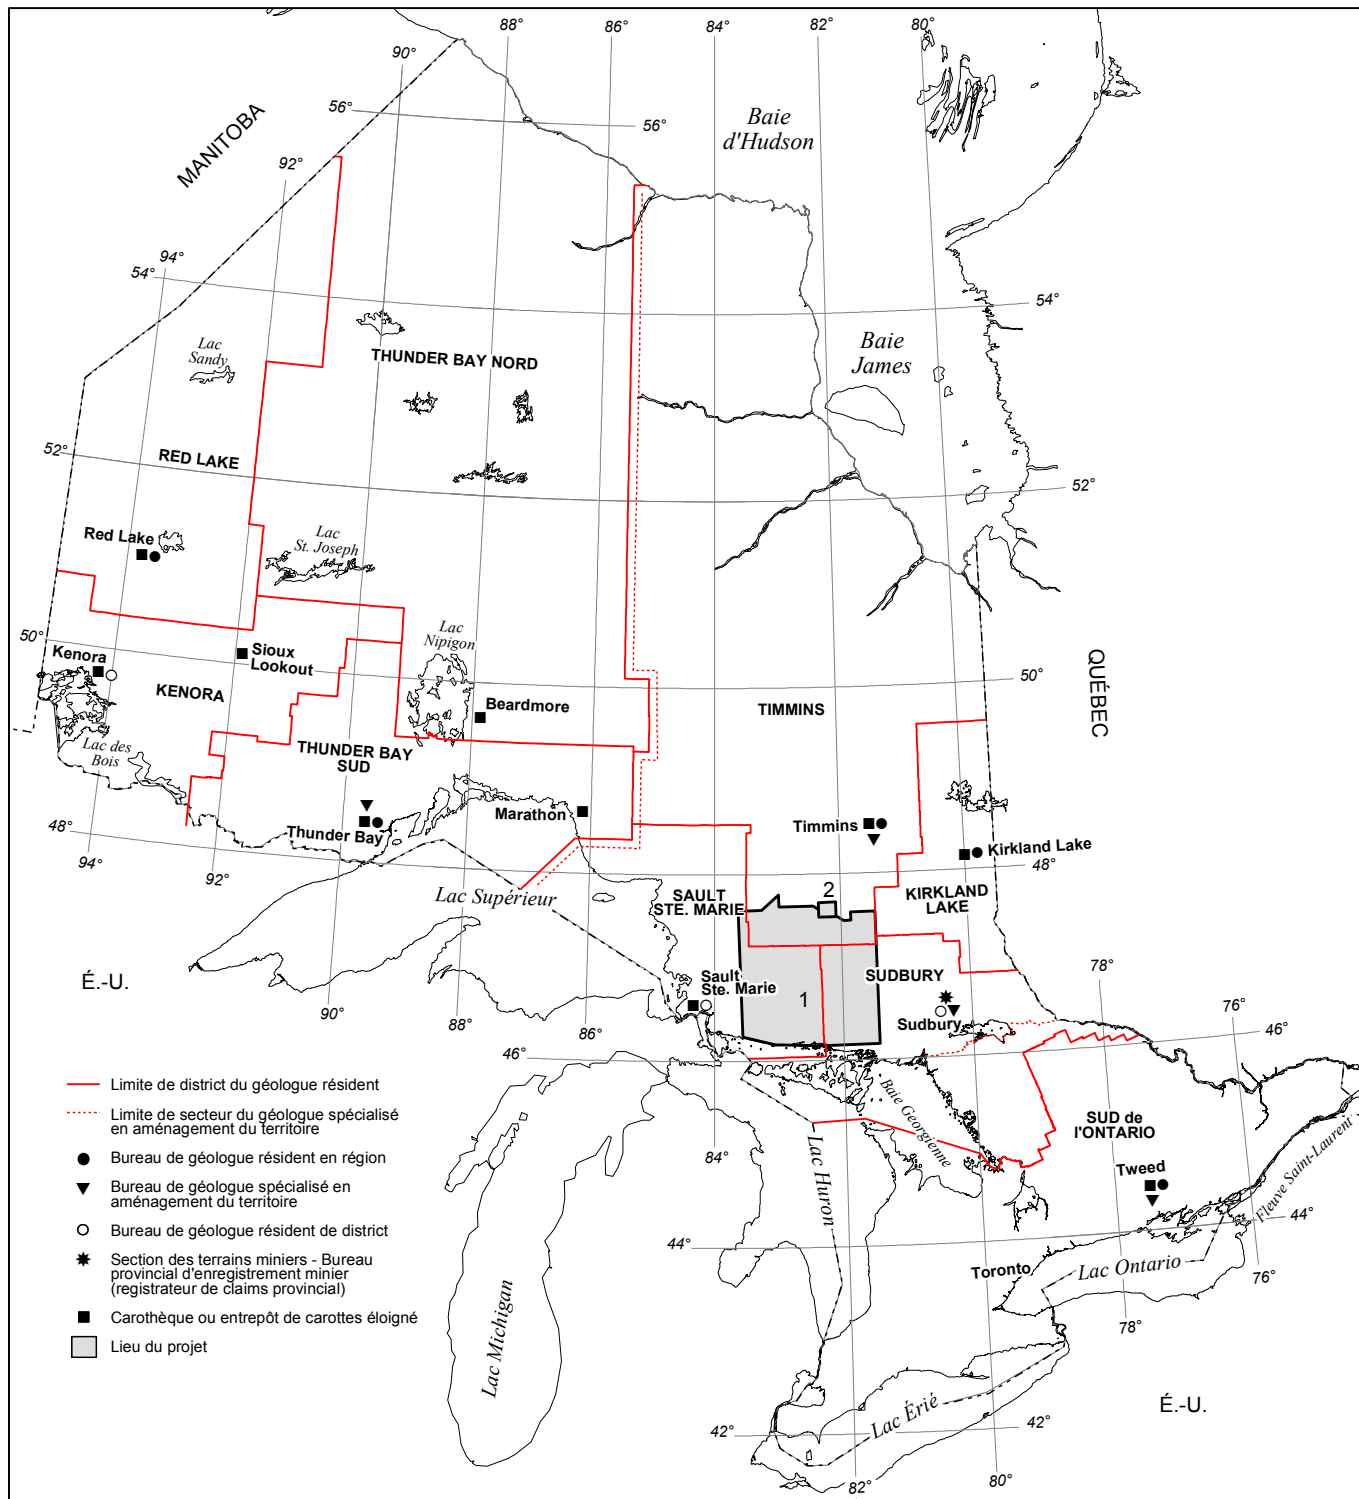 88°
86°
84°
82°
80°
90°
56°
56°
MANITOBA
92°
Baie
d'Hudson
94°
54°
54°
Lac
Sandy
THUNDER BAY NORD
Baie
James
52°
RED LAKE
52°
Red Lake
Lac
St. Joseph
50°
Kenora
Sioux
Lookout
Lac
Nipigon
50°
QUÉBEC
KENORA
Beardmore
TIMMINS
Lac des
Bois
THUNDER BAY
SUD
Marathon
Timmins
48°
Thunder Bay
Kirkland Lake
48°
94°
92°
Lac Supérieur
SAULT
STE. MARIE
2
KIRKLAND
LAKE
É.-U.
Sault
Ste. Marie
1
SUDBURY
Sudbury
78°
76°
46°
90°
88°
86°
46°
Limite de district du géologue résident
Limite de secteur du géologue spécialisé
en aménagement du territoire
Bureau de géologue résident en région
Bureau de géologue spécialisé en
aménagement du territoire
Bureau de géologue résident de district
Section des terrains miniers - Bureau
provincial d'enregistrement minier
(registrateur de claims provincial)
Carothèque ou entrepôt de carottes éloigné
Lieu du projet
84°
Baie Georgienne
SUD de
l'ONTARIO
Lac Huron
Tweed
Fleuve Saint-Laurent
44°
44°
Toronto
Lac Ontario
76°
78°
Lac Michigan
Lac Érié
É.-U.
42°
42°
82°
80°